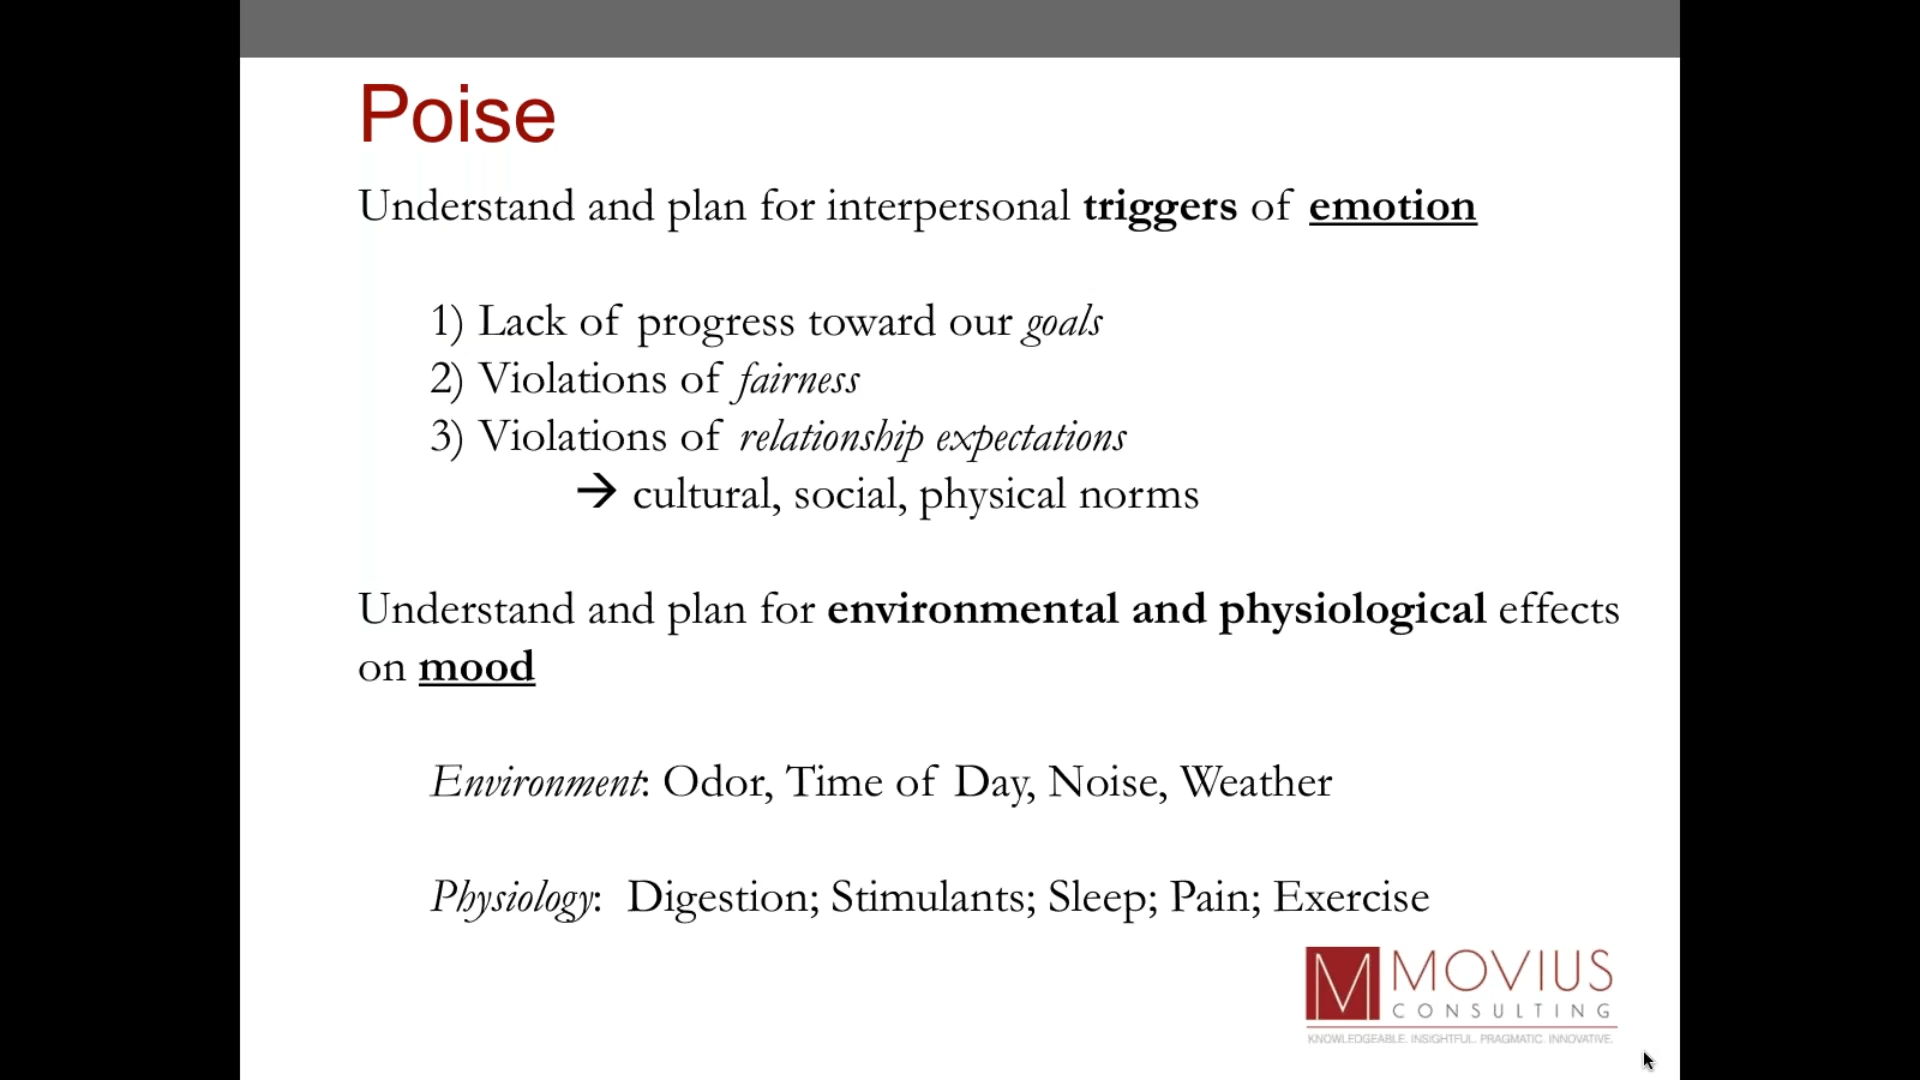 Poise
Understand and plan for interpersonal triggers of emotion
1) Lack of progress toward our goals
2) Violations of fairness
3) Violations of relationship expectations
→ cultural, social, physical norms
Understand and plan for environmental and physiological effects
on mood
Environment: Odor, Time of Day, Noise, Weather
Physiology: Digestion; Stimulants; Sleep; Pain; Exercise
M MOVIUS
CONSULTING
KNOWLEDGEABLE. INSIGHTFUL. PRAGMATIC. INNOVATIVE.